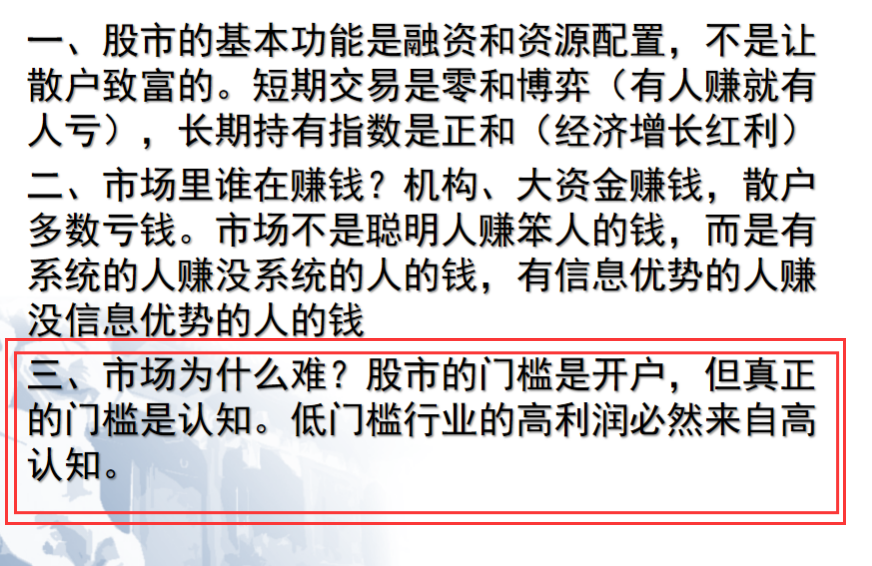 一、股市的基本功能是融资和资源配置，不是让
散户致富的。短期交易是零和博弈（有人赚就有
人亏），长期持有指数是正和（经济增长红利）
二、市场里谁在赚钱？机构、大资金赚钱，散户
多数亏钱。市场不是聪明人赚笨人的钱，而是有
系统的人赚没系统的人的钱，有信息优势的人赚
没信息优势的人的钱
三、市场为什么难？股市的门槛是开户，但真正
的门槛是认知。低门槛行业的高利润必然来自高
认知。